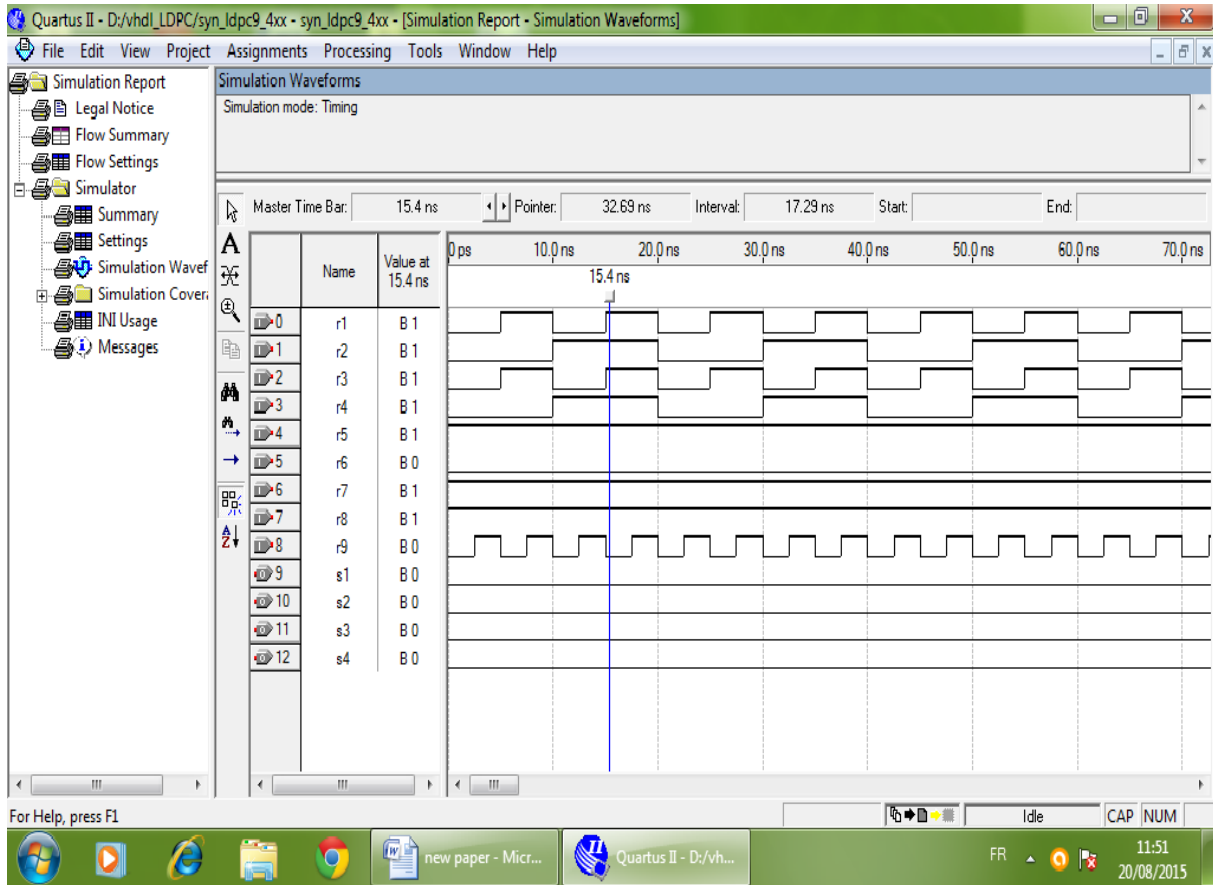 Quartus II - D:/vhdl_LDPC/syn_ldpc9_4xx - syn_ldpc9_4xx - [Simulation Report - Simulation Waveforms]
File Edit View Project Assignments Processing Tools Window Help
Simulation Report
Legal Notice
Flow Summary
Flow Settings
Simulator
Summary
Settings
Simulation Wavef
Simulation Covera
INI Usage
Messages
Simulation Waveforms
Simulation mode: Timing
Master Time Bar: 15.4 ns Pointer: 32.69 ns Interval: 17.29 ns Start: End:
Name Value at 15.4 ns
0 ps 10.0 ns 20.0 ns 30.0 ns 40.0 ns 50.0 ns 60.0 ns 70.0 ns
15.4 ns
0 r1 B 1
1 r2 B 1
2 r3 B 1
3 r4 B 1
4 r5 B 1
5 r6 B 0
6 r7 B 1
7 r8 B 1
8 r9 B 0
9 s1 B 0
10 s2 B 0
11 s3 B 0
12 s4 B 0
For Help, press F1
Idle CAP NUM
new paper - Micr...
Quartus II - D:/vh...
FR
11:51
20/08/2015